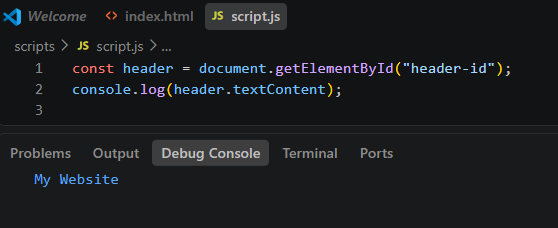 Welcome index.html JS script.js
scripts > JS script.js > ...
1 const header = document.getElementById("header-id");
2 console.log(header.textContent);
3
Problems Output Debug Console Terminal Ports
My Website